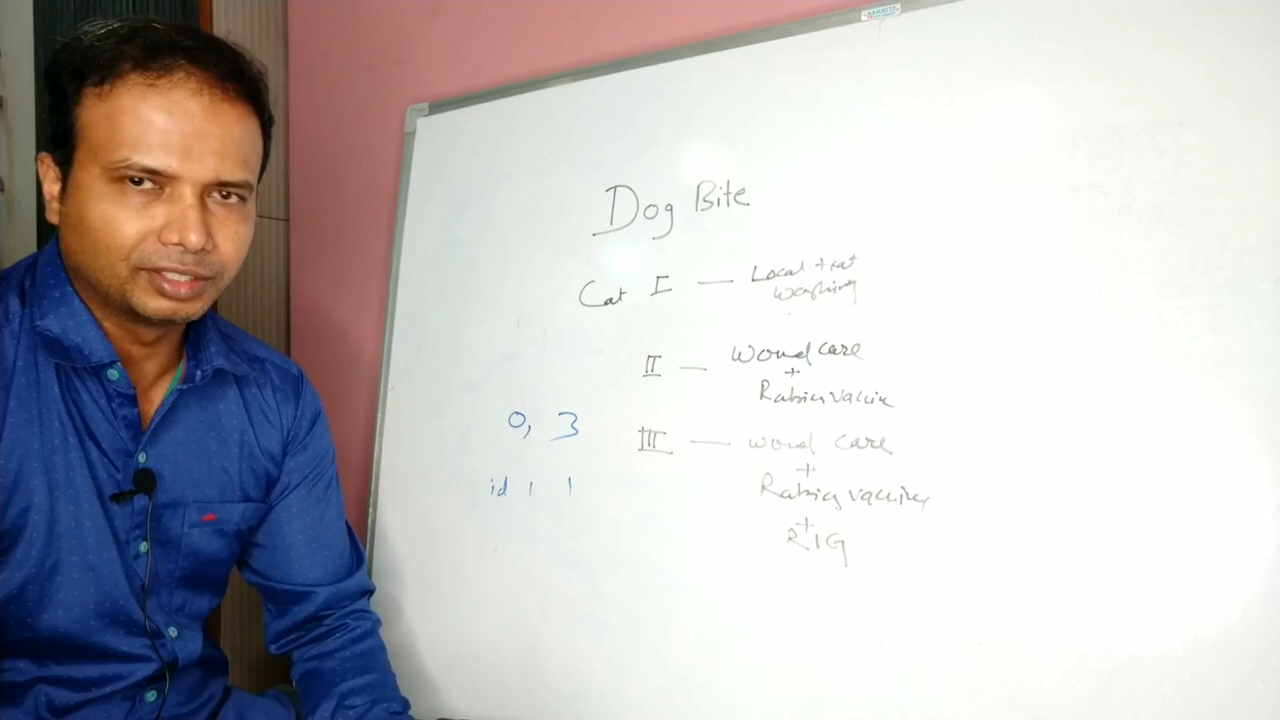 Dog Bite
Cat I — Local treat
washing
II — Wound care
+
Rabies vaccine
0, 3
III — wound care
id 1 1
+
Rabies vaccine
+
RIG